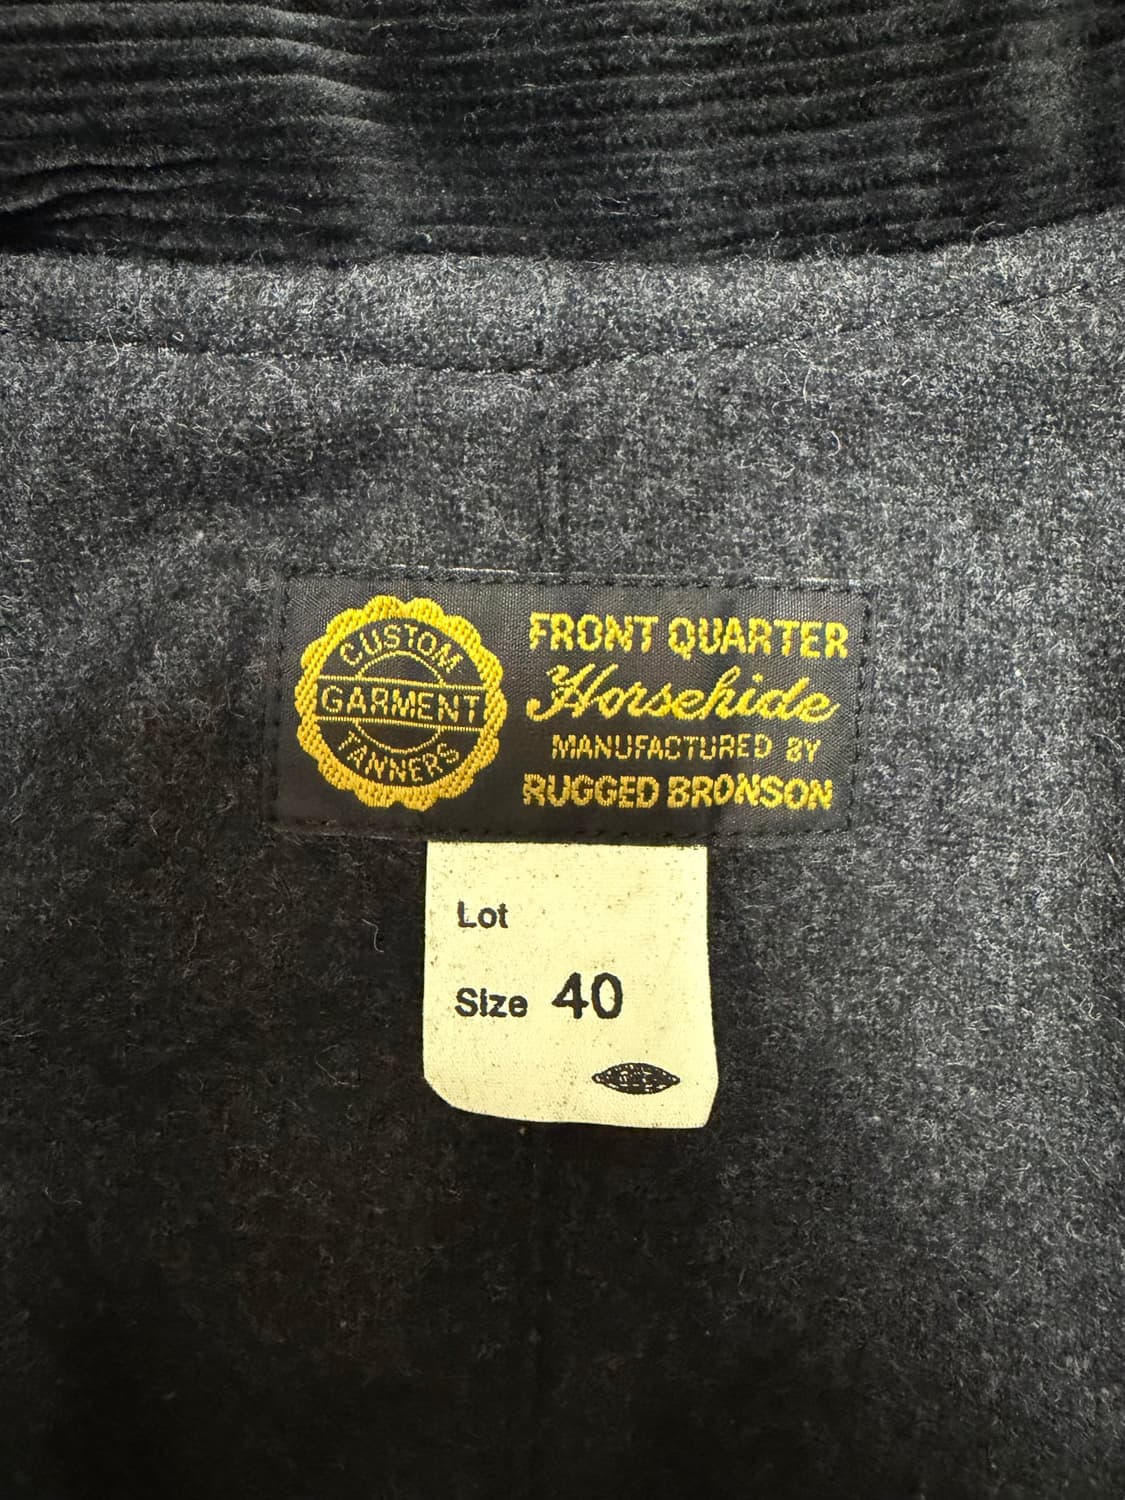 CUSTOM
GARMENT
TANNERS
FRONT QUARTER
Horsehide
MANUFACTURED BY
RUGGED BRONSON
Lot
Size 40